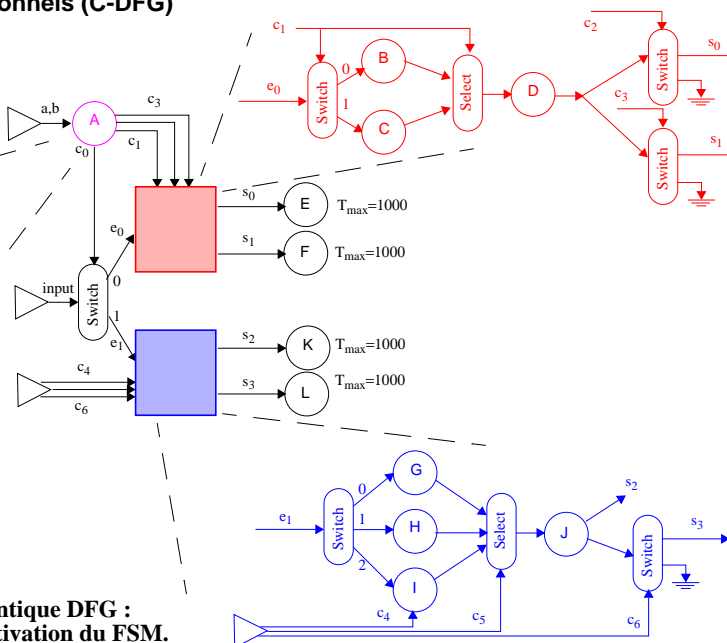 onnels (C-DFG)
c1
c2
e0
Switch
0
1
B
C
Select
D
c3
Switch
s0
Switch
s1
a,b
A
c3
c1
c0
e0
s0
E
Tmax=1000
s1
F
Tmax=1000
input
Switch
0
1
e1
s2
K
Tmax=1000
s3
L
Tmax=1000
c4
c6
e1
Switch
0
1
2
G
H
I
Select
J
s2
Switch
s3
c4
c5
c6
ntique DFG :
tivation du FSM.